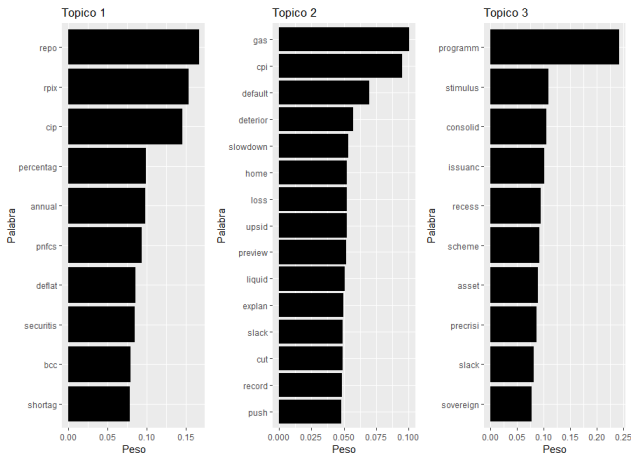 Topico 1
Palabra
repo
rpix
cip
percentag
annual
pnfcs
deflat
securitis
bcc
shortag
0.00 0.05 0.10 0.15
Peso
Topico 2
Palabra
gas
cpi
default
deterior
slowdown
home
loss
upsid
preview
liquid
explan
slack
cut
record
push
0.000 0.025 0.050 0.075 0.100
Peso
Topico 3
Palabra
programm
stimulus
consolid
issuanc
recess
scheme
asset
precrisi
slack
sovereign
0.00 0.05 0.10 0.15 0.20 0.25
Peso